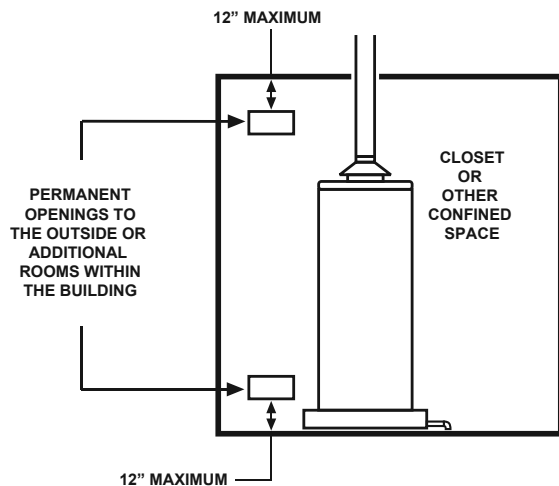 12” MAXIMUM
CLOSET
OR
OTHER
CONFINED
SPACE
PERMANENT
OPENINGS TO
THE OUTSIDE OR
ADDITIONAL
ROOMS WITHIN
THE BUILDING
12” MAXIMUM